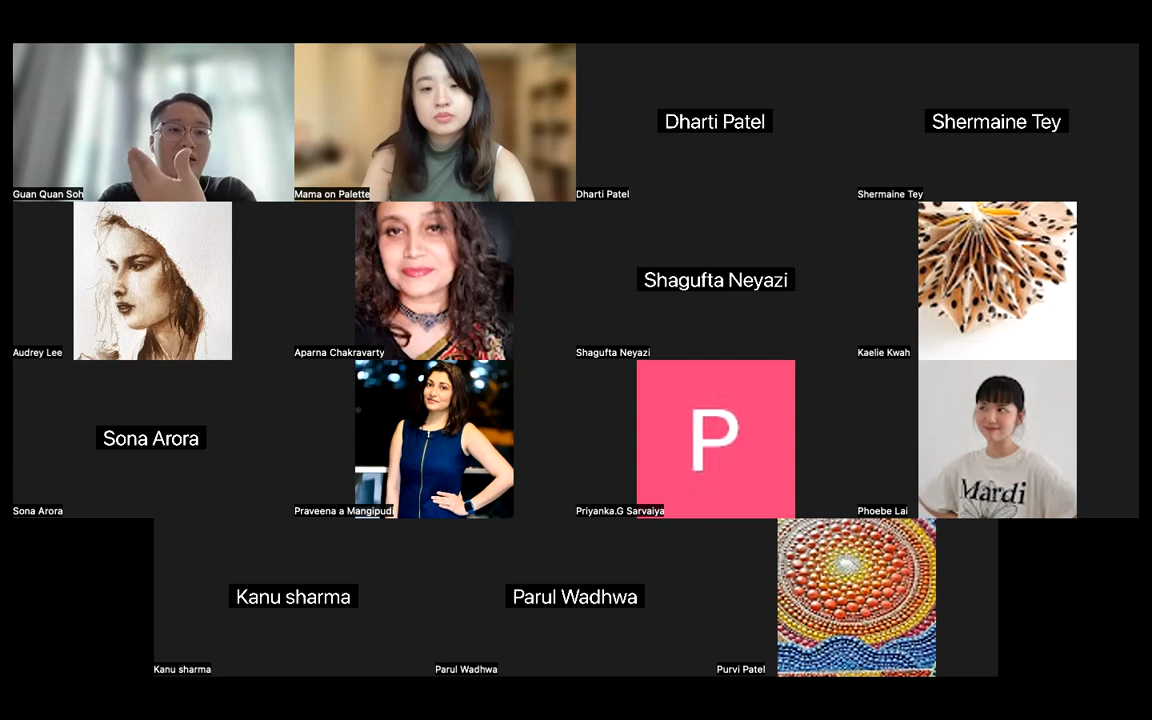 Guan Quan Soh
Mama on Palette
Dharti Patel
Dharti Patel
Shermaine Tey
Shermaine Tey
Audrey Lee
Aparna Chakravarty
Shagufta Neyazi
Shagufta Neyazi
Kaelie Kwah
Sona Arora
Sona Arora
Praveena a Mangipudi
P
Priyanka.G Sarvaiya
Mardi
Phoebe Lai
Kanu sharma
Kanu sharma
Parul Wadhwa
Parul Wadhwa
Purvi Patel